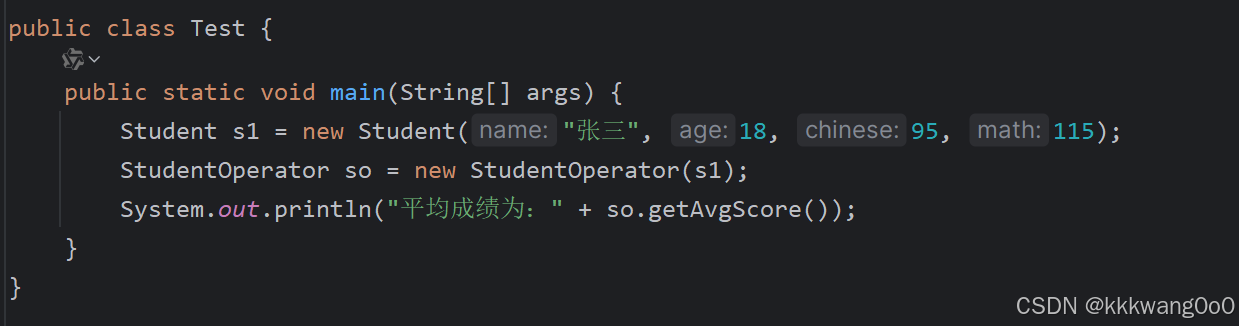 public class Test {
public static void main(String[] args) {
Student s1 = new Student( name: "张三", age: 18, chinese: 95, math: 115);
StudentOperator so = new StudentOperator(s1);
System.out.println("平均成绩为：" + so.getAvgScore());
}
}
CSDN @kkkwangOoO